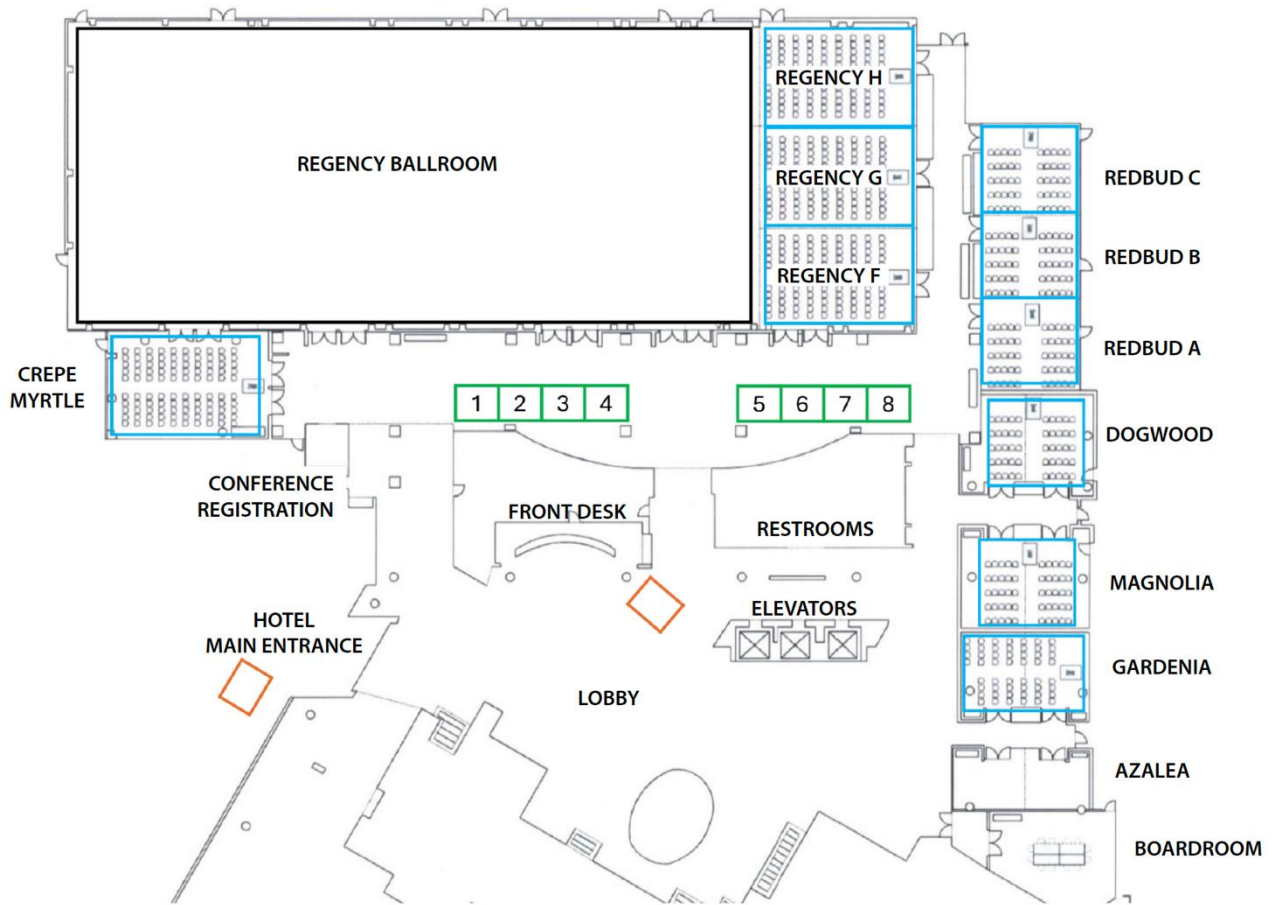 REGENCY H
REGENCY BALLROOM
REGENCY G
REDBUD C
REDBUD B
REGENCY F
REDBUD A
CREPE
MYRTLE
1 2 3 4
5 6 7 8
DOGWOOD
CONFERENCE
REGISTRATION
FRONT DESK
RESTROOMS
MAGNOLIA
ELEVATORS
HOTEL
MAIN ENTRANCE
GARDENIA
LOBBY
AZALEA
BOARDROOM